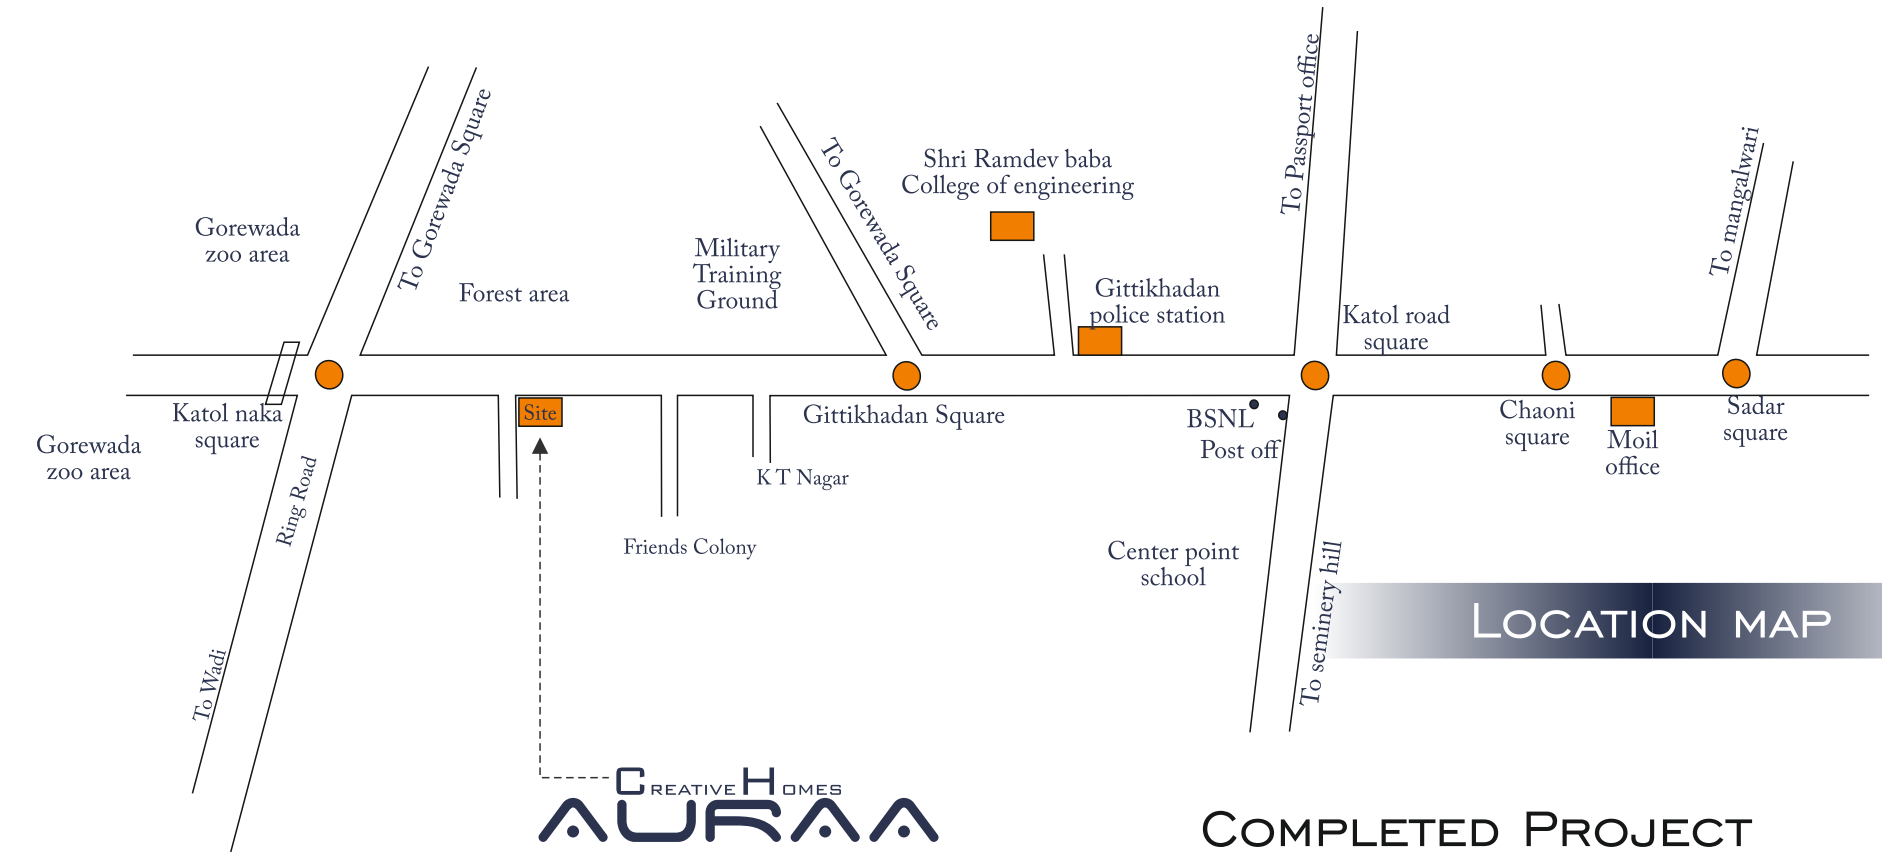 To Passport office
To Gorewada Square
To mangalwari
To Gorewada Square
Shri Ramdev baba
College of engineering
Gorewada
zoo area
Military
Training
Ground
Forest area
Gittikhadan
police station
Katol road
square
Katol naka
square
Site
Gittikhadan Square
BSNL
Post off
Chaoni
square
Moil
office
Sadar
square
Gorewada
zoo area
Ring Road
K T Nagar
Friends Colony
Center point
school
To seminery hill
LOCATION MAP
To Wadi
CREATIVE HOMES
AURAA
COMPLETED PROJECT